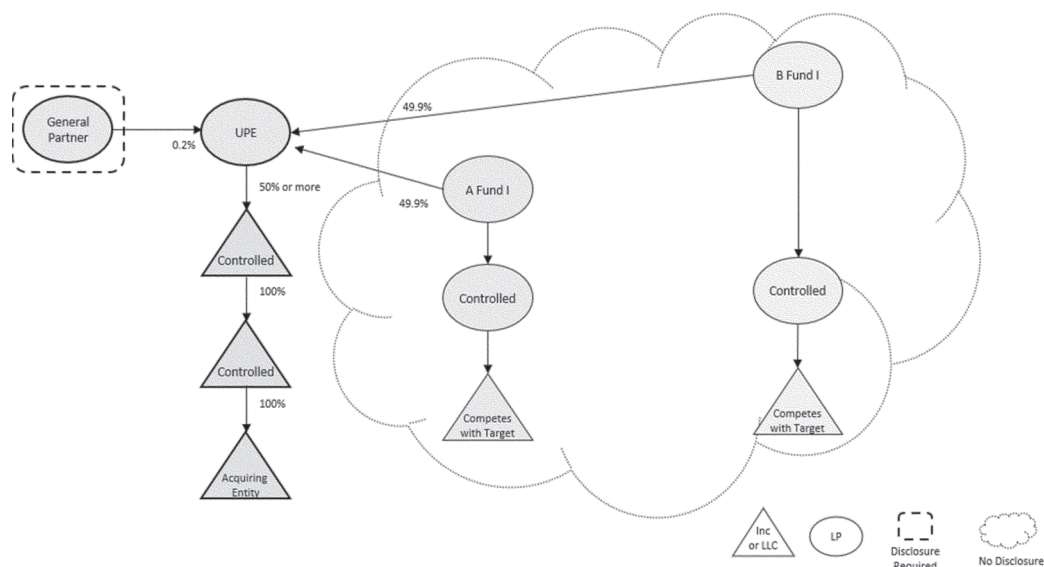 B Fund I
49.9%
General
Partner
UPE
0.2%
A Fund I
50% or more
49.9%
Controlled
Controlled
Controlled
100%
Controlled
100%
Competes
with Target
Competes
with Target
Acquiring
Entity
Inc
or LLC
LP
Disclosure
Required
No Disclosure